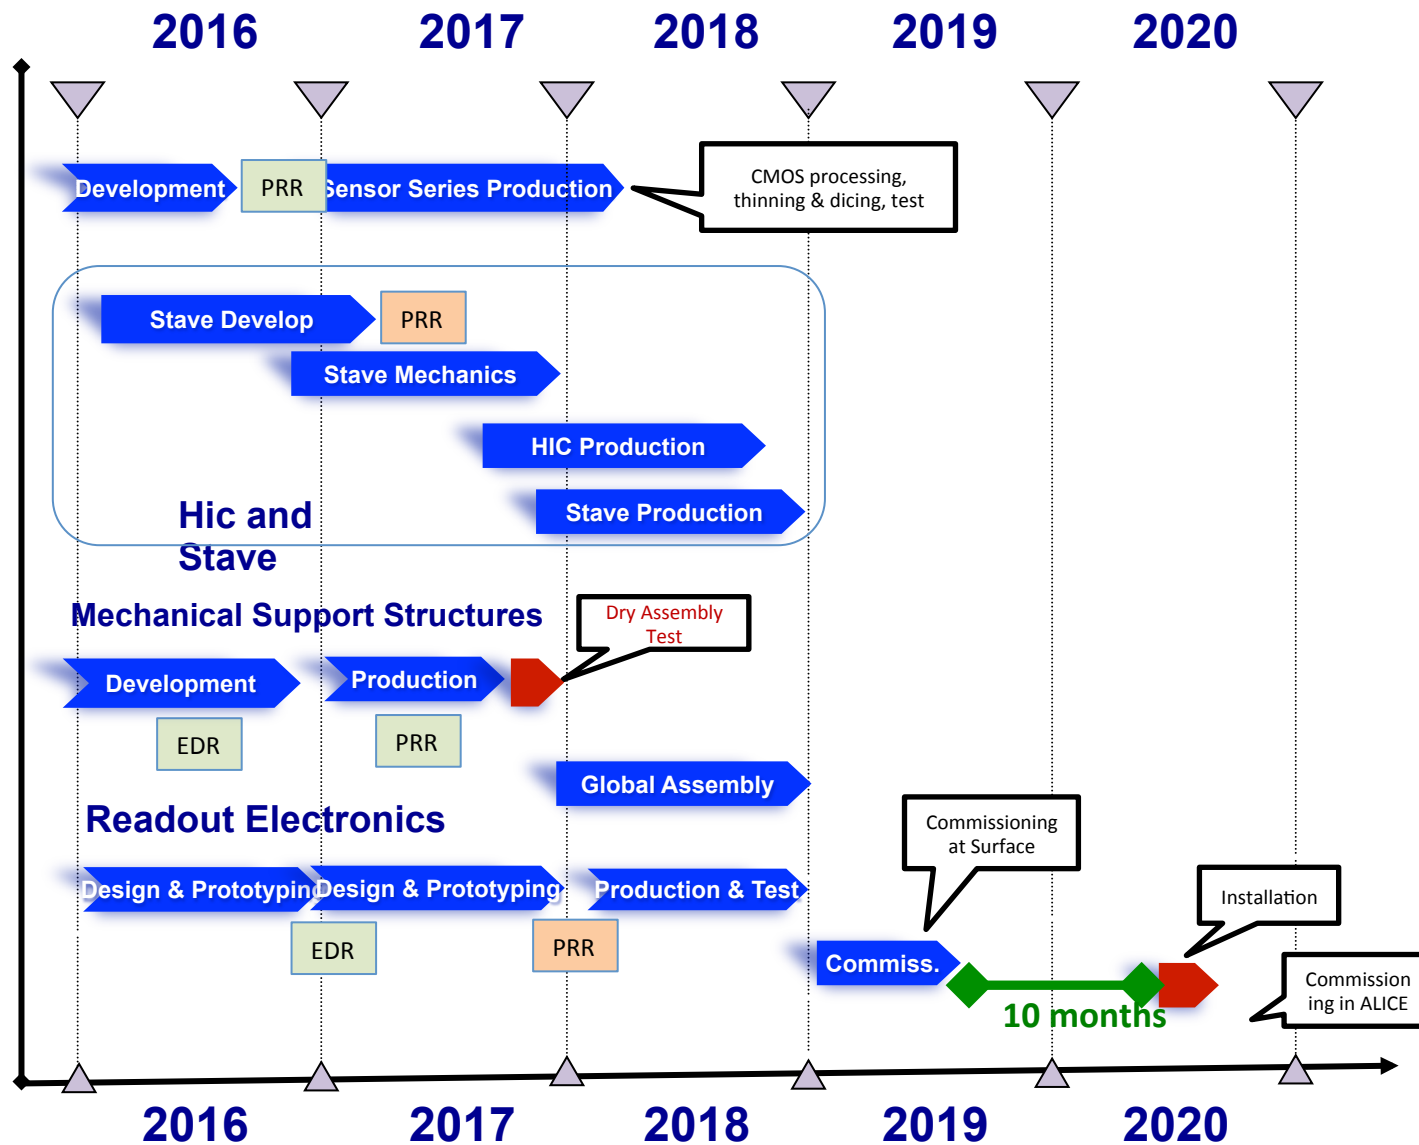 2016 2017 2018 2019 2020
Development PRR Sensor Series Production
CMOS processing,
thinning & dicing, test
Stave Develop PRR
Stave Mechanics
HIC Production
Stave Production
Hic and
Stave
Mechanical Support Structures
Dry Assembly
Test
Development Production
EDR PRR
Global Assembly
Readout Electronics
Commissioning
at Surface
Design & Prototyping Design & Prototyping Production & Test
Installation
EDR PRR
Commiss.
Commission
ing in ALICE
10 months
2016 2017 2018 2019 2020